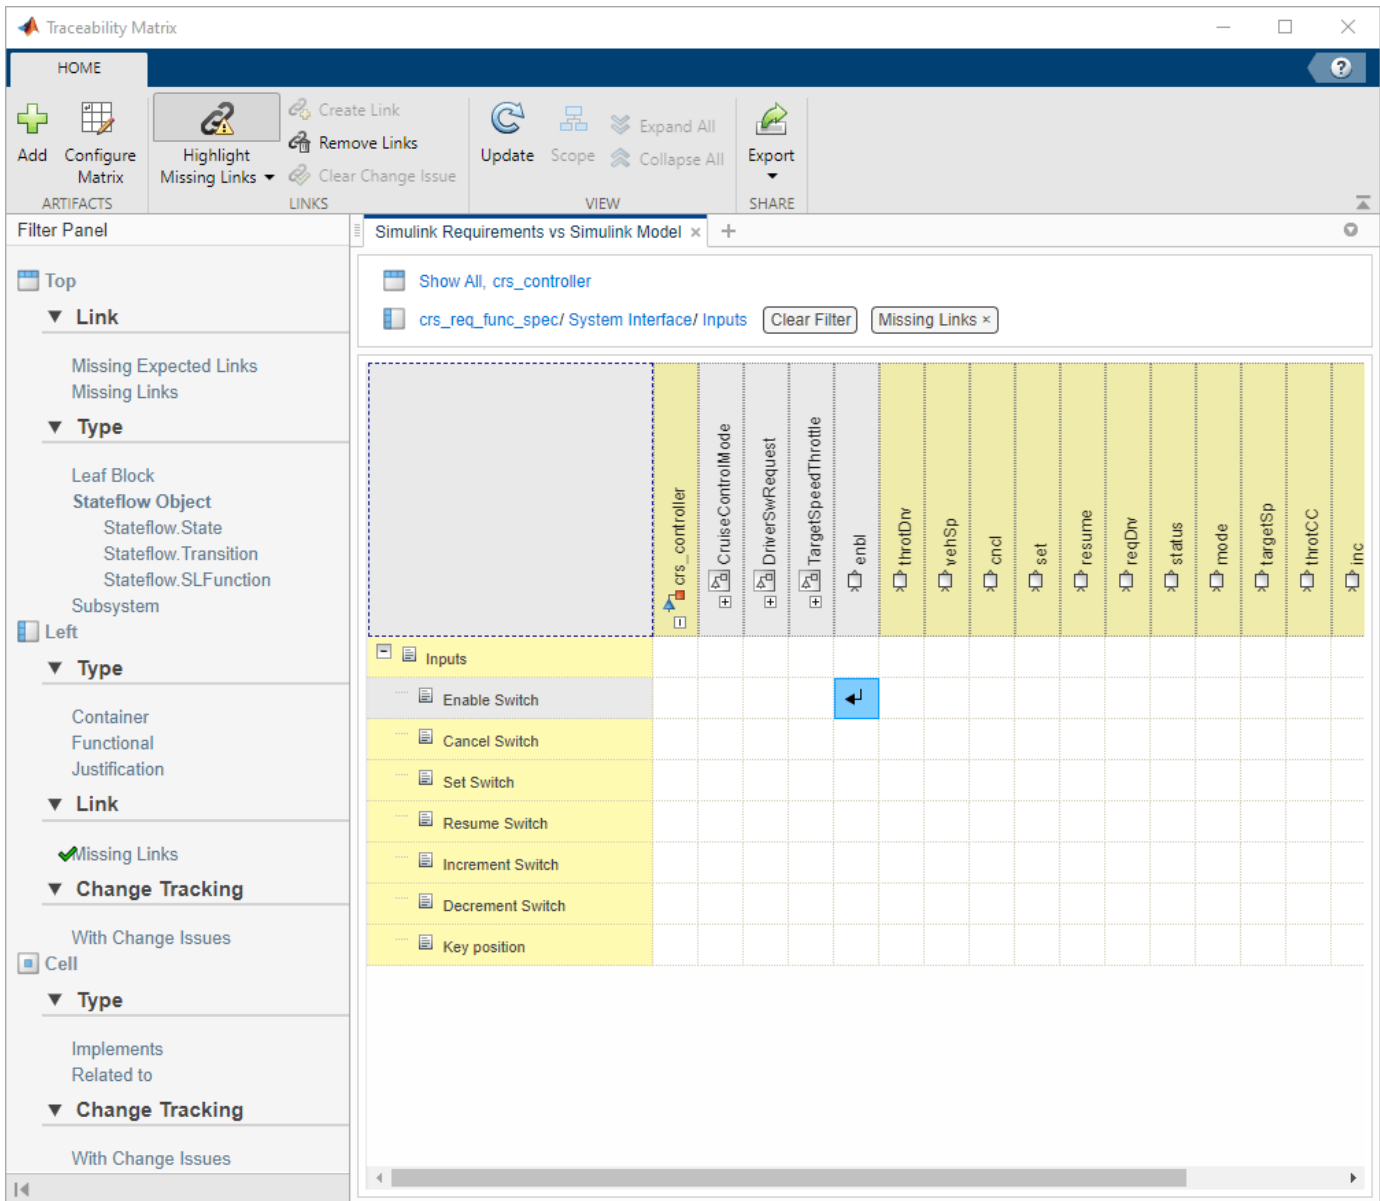 Traceability Matrix
HOME
?
Add
Configure Matrix
Highlight Missing Links
Create Link
Remove Links
Clear Change Issue
Update
Scope
Expand All
Collapse All
Export
ARTIFACTS
LINKS
VIEW
SHARE
Filter Panel
Top
Link
Missing Expected Links
Missing Links
Type
Leaf Block
Stateflow Object
Stateflow.State
Stateflow.Transition
Stateflow.SLFunction
Subsystem
Left
Type
Container
Functional
Justification
Link
Missing Links
Change Tracking
With Change Issues
Cell
Type
Implements
Related to
Change Tracking
With Change Issues
Simulink Requirements vs Simulink Model ×
Show All, crs_controller
crs_req_func_spec/ System Interface/ Inputs Clear Filter Missing Links ×
crs_controller
CruiseControlMode
DriverSwRequest
TargetSpeedThrottle
enbl
throtDrv
vehSp
cncl
set
resume
reqDrv
status
mode
targetSp
throtCC
inc
Inputs
Enable Switch
Cancel Switch
Set Switch
Resume Switch
Increment Switch
Decrement Switch
Key position